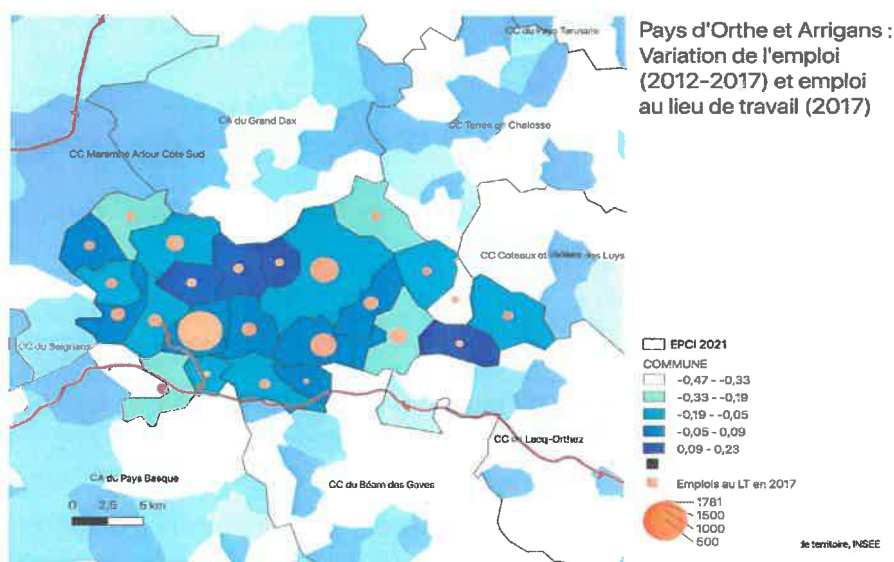 Pays d'Orthe et Arrigans :
Variation de l'emploi
(2012-2017) et emploi
au lieu de travail (2017)
CC du Pays Tarusate
CA du Grand Dax
CC Terres de Chalosse
CC Maremne Adour Côte Sud
CC Coteaux et Vallées des Luys
CC du Seignanx
CC de Lacq-Orthez
CA du Pays Basque
CC du Béarn des Gaves
0 2,5 5 km
EPCI 2021
COMMUNE
-0,47 - -0,33
-0,33 - -0,19
-0,19 - -0,05
-0,05 - 0,09
0,09 - 0,23
Emplois au LT en 2017
1781
1500
1000
500
de territoire, INSEE